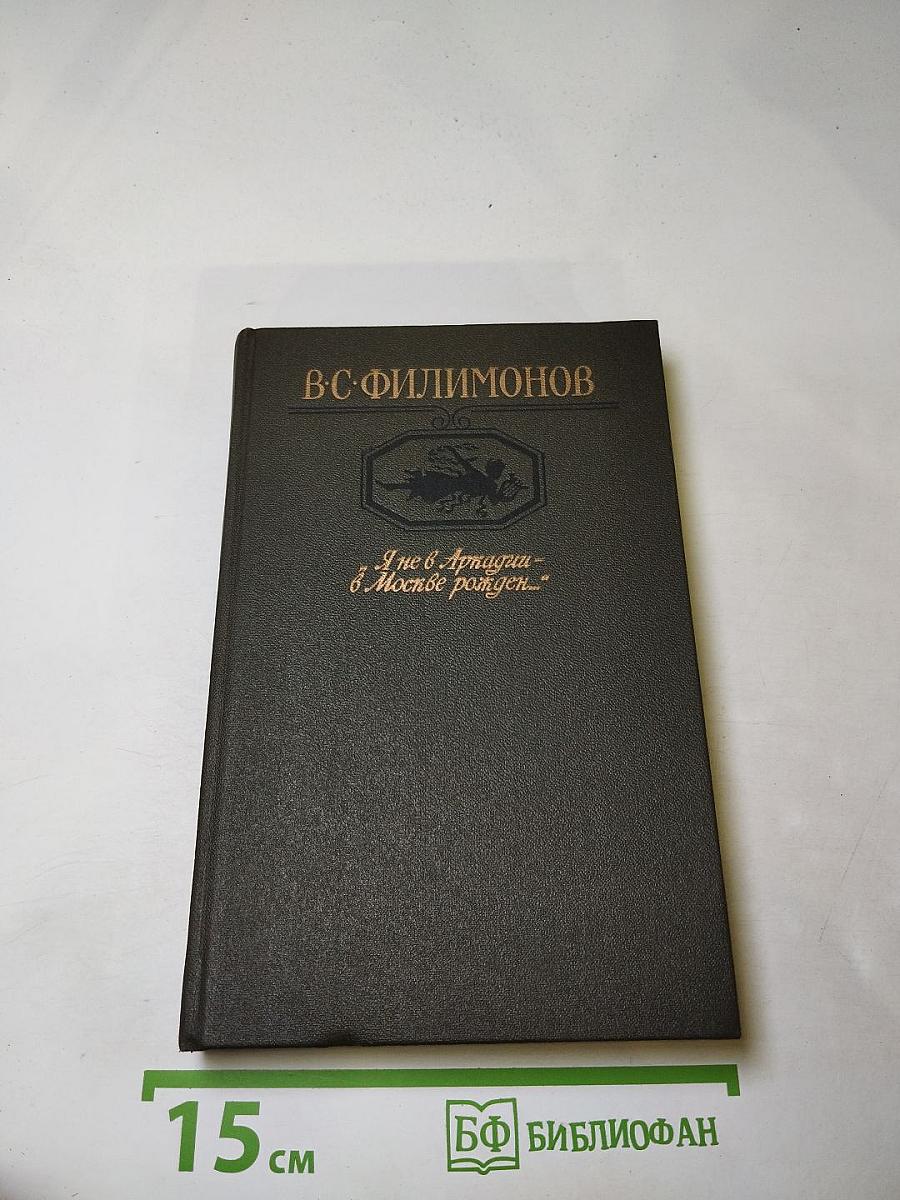 В·С·ФИЛИМОНОВ
„Я не в Аркадии –
в Москве рожден..."
15 см
БФ БИБЛИОФАН